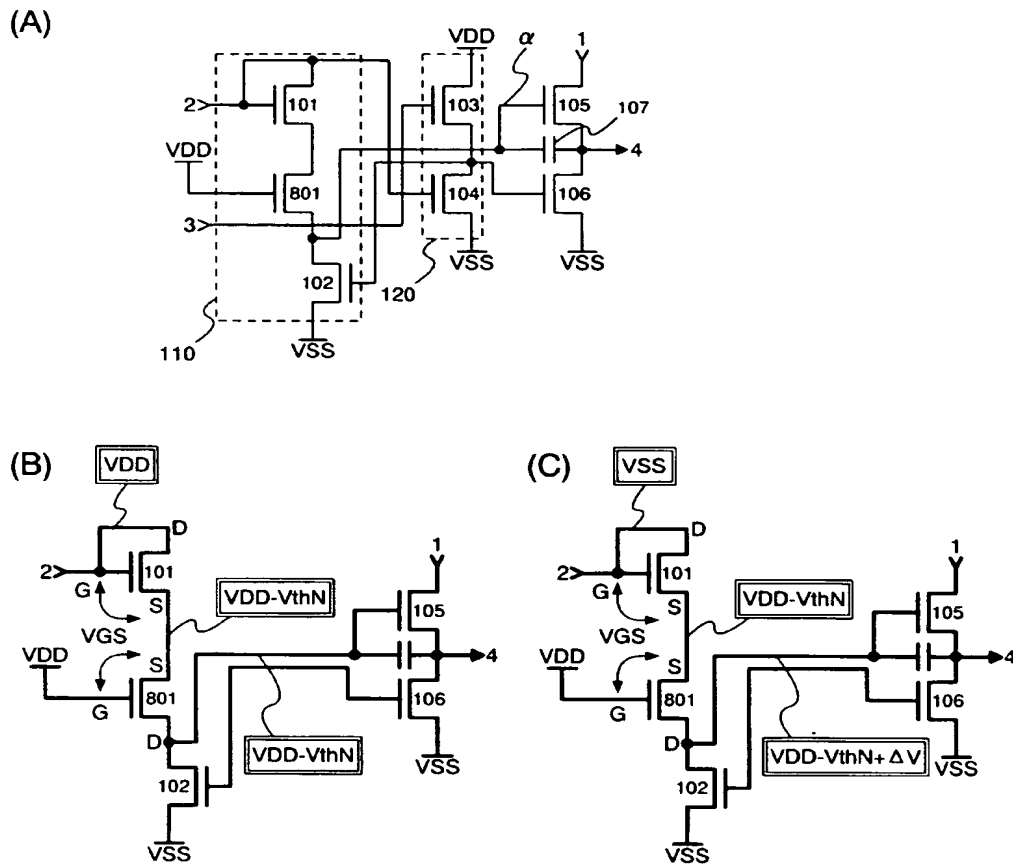 (A)
VDD
α
1
2
101
103
105
107
VDD
4
801
104
106
3
102
120
VSS
VSS
110
VSS
(B)
VDD
(C)
VSS
D
1
2
101
G
S
VDD-VthN
105
VGS
VDD
S
4
801
106
G
D
VDD-VthN
102
VSS
VSS
D
1
2
101
G
S
VDD-VthN
105
VGS
VDD
S
4
801
106
G
D
VDD-VthN+ΔV
102
VSS
VSS